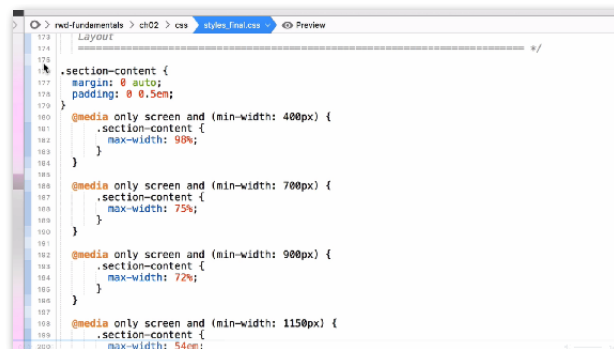 rwd-fundamentals > ch02 > css > styles_final.css Preview
173 Layout
174 ======================================================================== */
175
176 .section-content {
177 margin: 0 auto;
178 padding: 0 0.5em;
179 }
180 @media only screen and (min-width: 400px) {
181 .section-content {
182 max-width: 98%;
183 }
184 }
185
186 @media only screen and (min-width: 700px) {
187 .section-content {
188 max-width: 75%;
189 }
190 }
191
192 @media only screen and (min-width: 900px) {
193 .section-content {
194 max-width: 72%;
195 }
196 }
197
198 @media only screen and (min-width: 1150px) {
199 .section-content {
200 max-width: 54em;